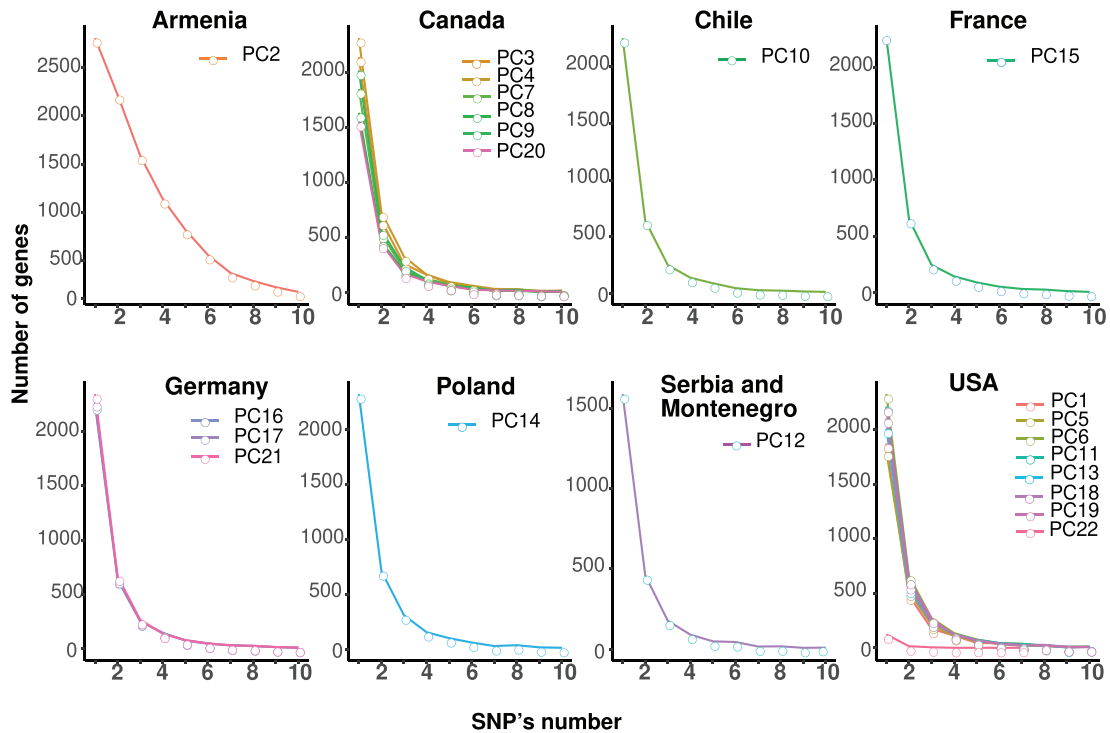 Armenia
PC2
2500
2000
1500
1000
500
0
2 4 6 8 10
Canada
PC3
PC4
PC7
PC8
PC9
PC20
2000
1500
1000
500
0
2 4 6 8 10
Chile
PC10
2000
1500
1000
500
0
2 4 6 8 10
France
PC15
2000
1500
1000
500
0
2 4 6 8 10
Number of genes
Germany
PC16
PC17
PC21
2000
1500
1000
500
0
2 4 6 8 10
Poland
PC14
2000
1500
1000
500
0
2 4 6 8 10
Serbia and
Montenegro
PC12
1500
1000
500
0
2 4 6 8 10
USA
PC1
PC5
PC6
PC11
PC13
PC18
PC19
PC22
2000
1500
1000
500
0
2 4 6 8 10
SNP's number